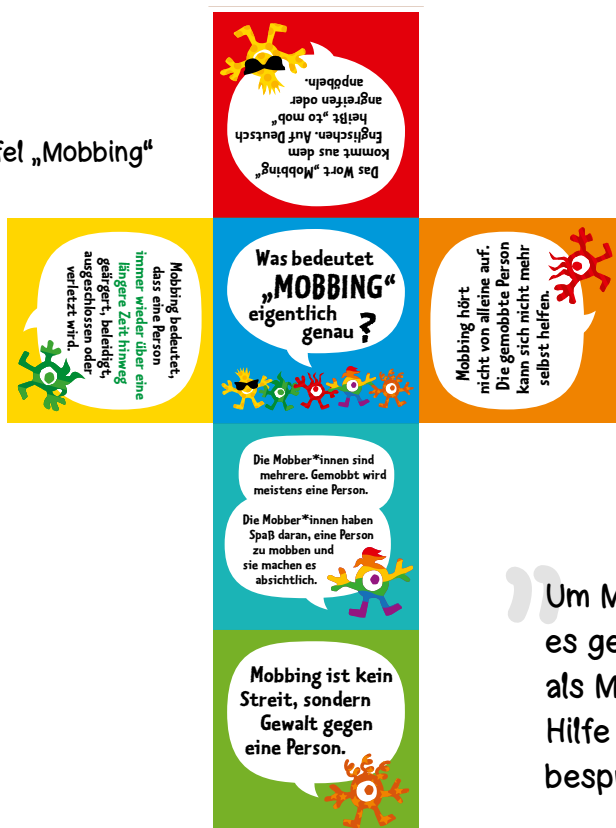 „Mobbing“
Das Wort „Mobbing“
kommt aus dem
Englischen. Auf Deutsch
heißt „to mob“
angreifen oder
anpöbeln.
Mobbing bedeutet,
dass eine Person
immer wieder über eine
längere Zeit hinweg
geärgert, beleidigt,
ausgeschlossen oder
verletzt wird.
Was bedeutet
„MOBBING“
eigentlich
genau ?
Mobbing hört
nicht von alleine auf.
Die gemobbte Person
kann sich nicht mehr
selbst helfen.
Die Mobber*innen sind
mehrere. Gemobbt wird
meistens eine Person.
Die Mobber*innen haben
Spaß daran, eine Person
zu mobben und
sie machen es
absichtlich.
Mobbing ist kein
Streit, sondern
Gewalt gegen
eine Person.
Um
es
als
Hilfe